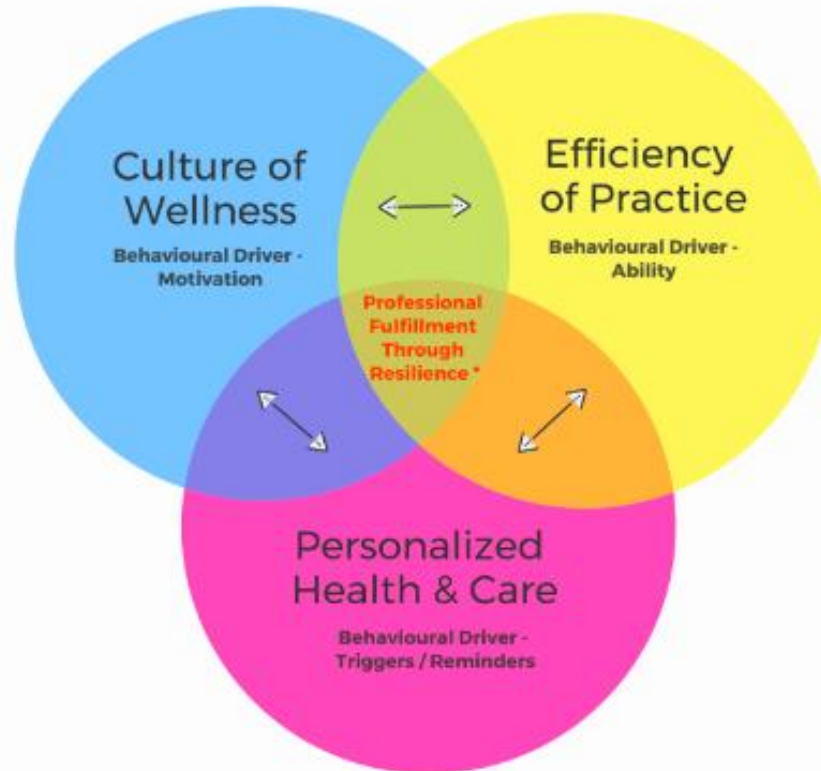 Culture of
Wellness
Behavioural Driver -
Motivation
Efficiency
of Practice
Behavioural Driver -
Ability
Professional
Fulfillment
Through
Resilience *
Personalized
Health & Care
Behavioural Driver -
Triggers / Reminders